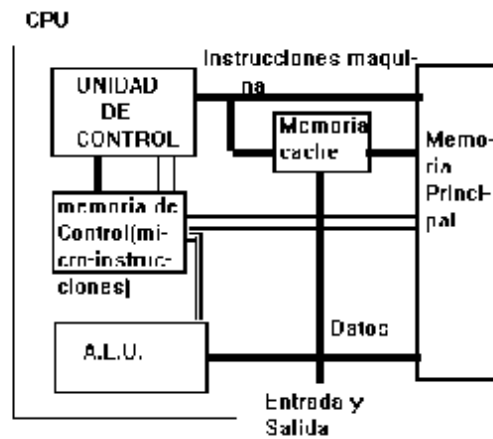 CPU
Instrucciones maqui-
na
UNIDAD
DE
CONTROL
Memoria
cache
Memo-
ria
Princi-
pal
memoria de
Control(mi-
cro-instruc-
ciones)
A.L.U.
Datos
Entrada y
Salida